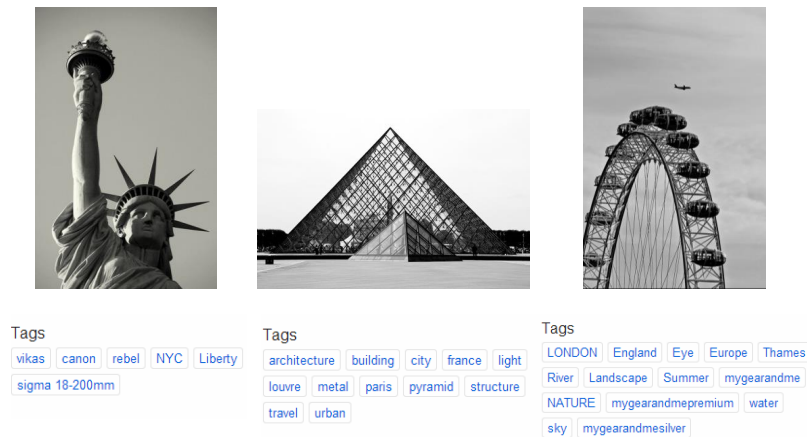 Tags
vikas canon rebel NYC Liberty
sigma 18-200mm
Tags
architecture building city france light
louvre metal paris pyramid structure
travel urban
Tags
LONDON England Eye Europe Thames
River Landscape Summer mygearandme
NATURE mygearandmepremium water
sky mygearandmesilver